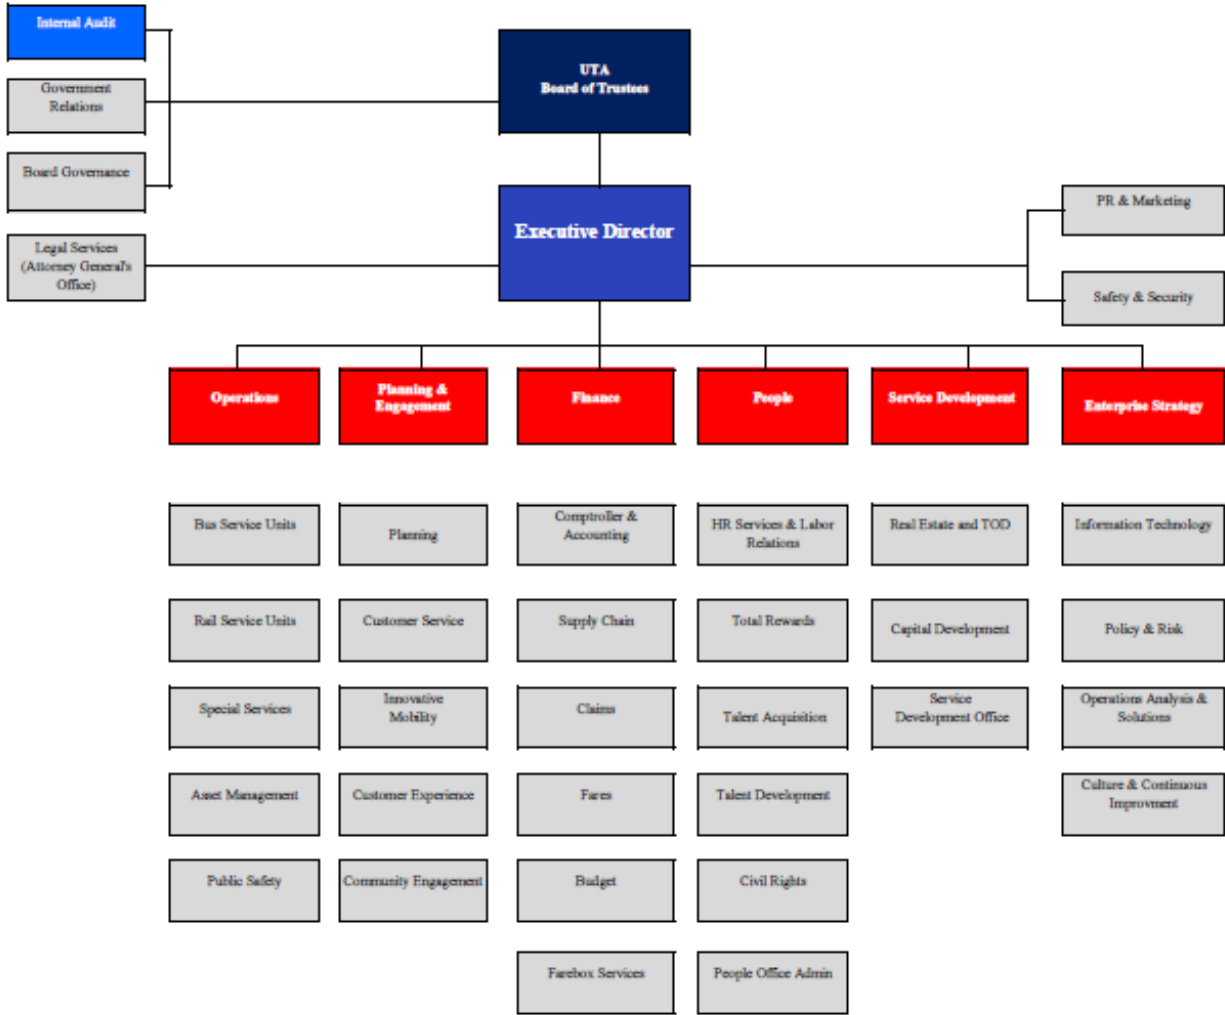 Internal Audit
UTA
Board of Trustees
Government
Relations
Board Governance
Executive Director
PR & Marketing
Legal Services
(Attorney General's
Office)
Safety & Security
Operations
Planning &
Engagement
Finance
People
Service Development
Enterprise Strategy
Bus Service Units
Planning
Comptroller &
Accounting
HR Services & Labor
Relations
Real Estate and TOD
Information Technology
Rail Service Units
Customer Service
Supply Chain
Total Rewards
Capital Development
Policy & Risk
Special Services
Innovative
Mobility
Claims
Talent Acquisition
Service
Development Office
Operations Analysis &
Solutions
Asset Management
Customer Experience
Fares
Talent Development
Culture & Continuous
Improvment
Public Safety
Community Engagement
Budget
Civil Rights
Farebox Services
People Office Admin